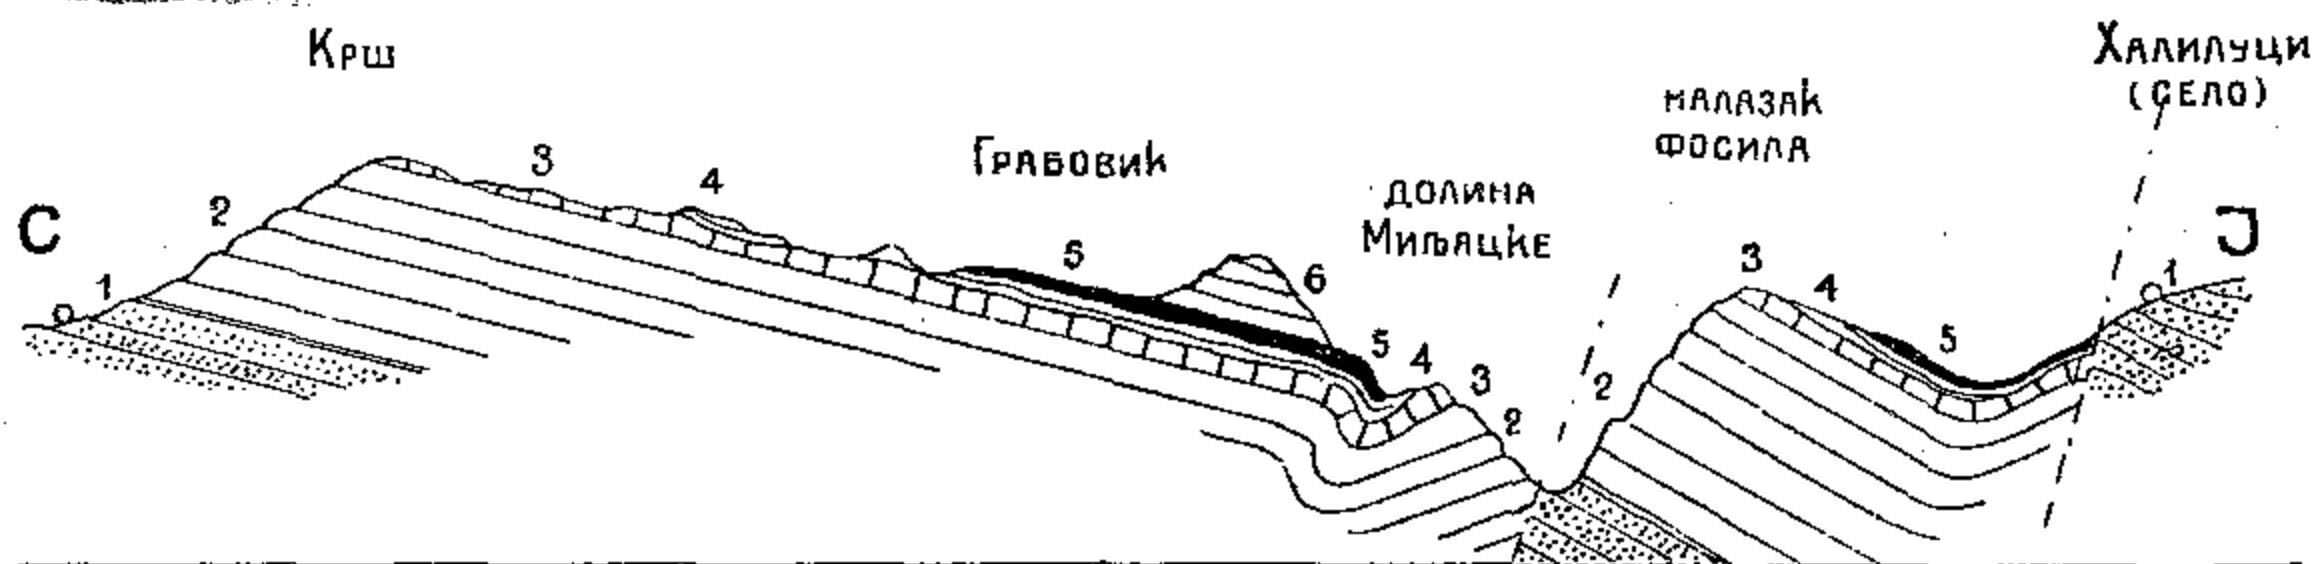 Крш
Халилуци
(село)
налазак
фосила
Грабовик
долина
Миљацке
С
Ј
1
2
3
4
5
6
5
4
3
2
2
3
4
5
1